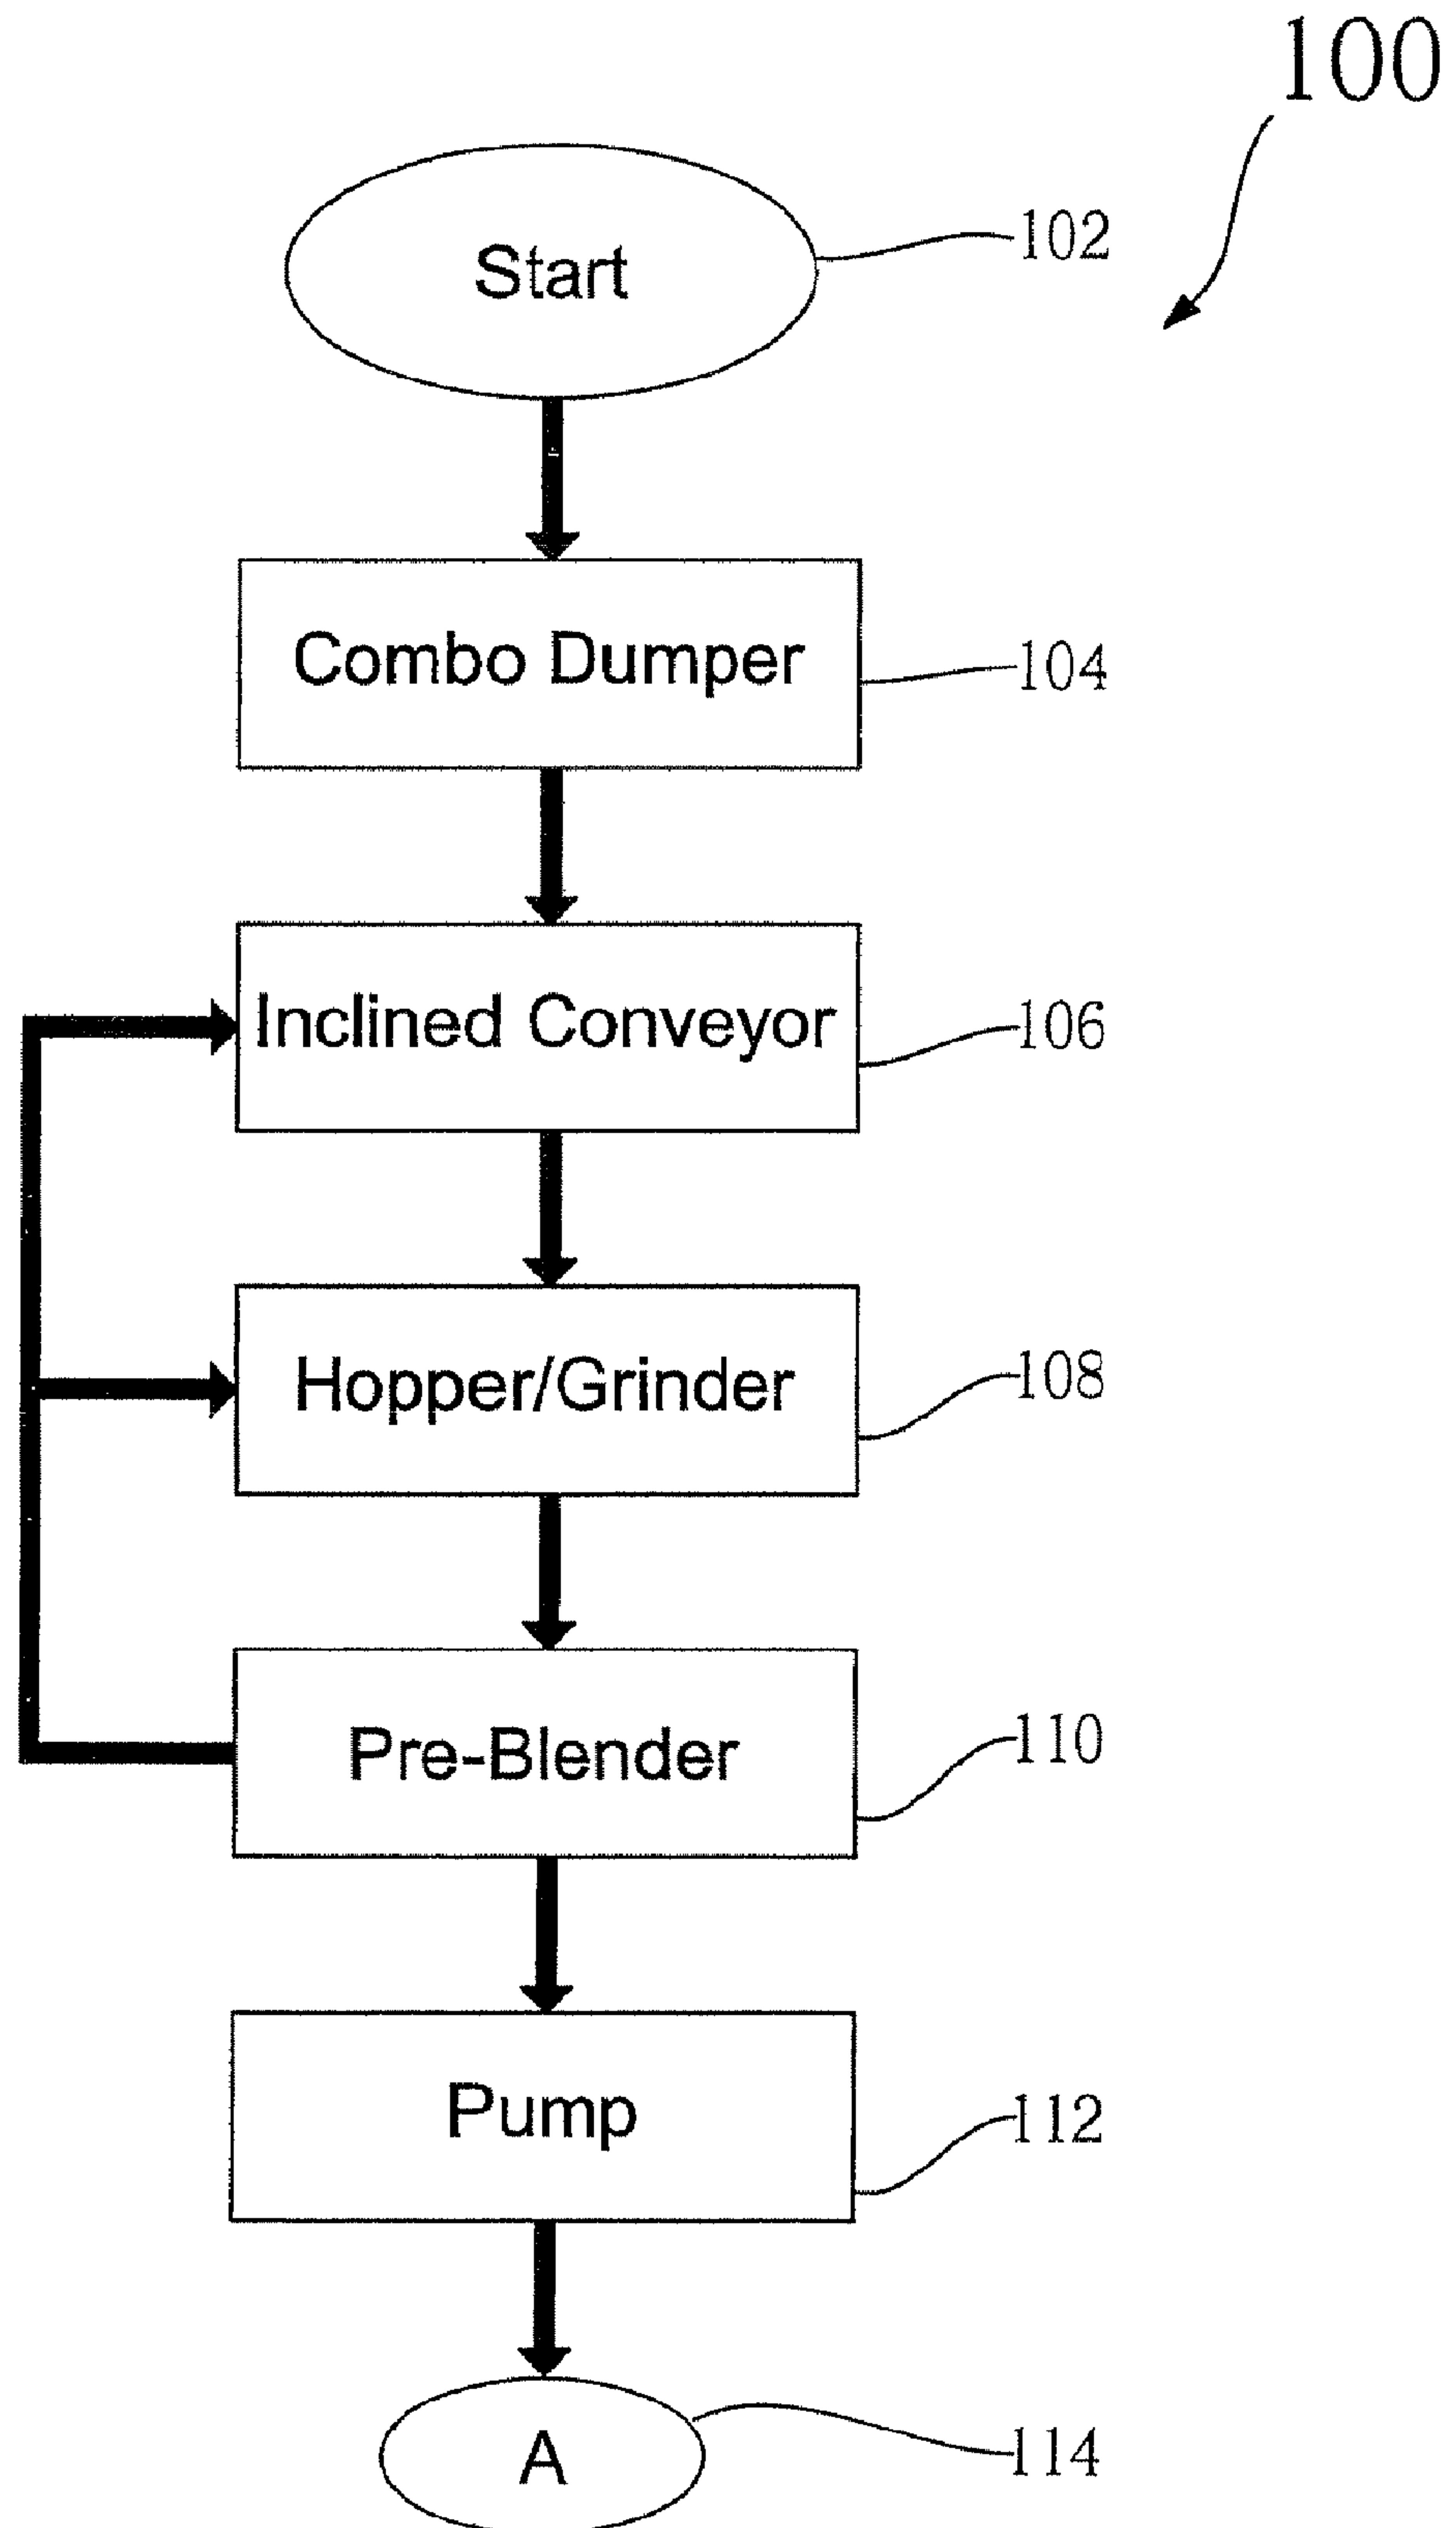 100
Start
102
Combo Dumper
104
Inclined Conveyor
106
Hopper/Grinder
108
Pre-Blender
110
Pump
112
A
114